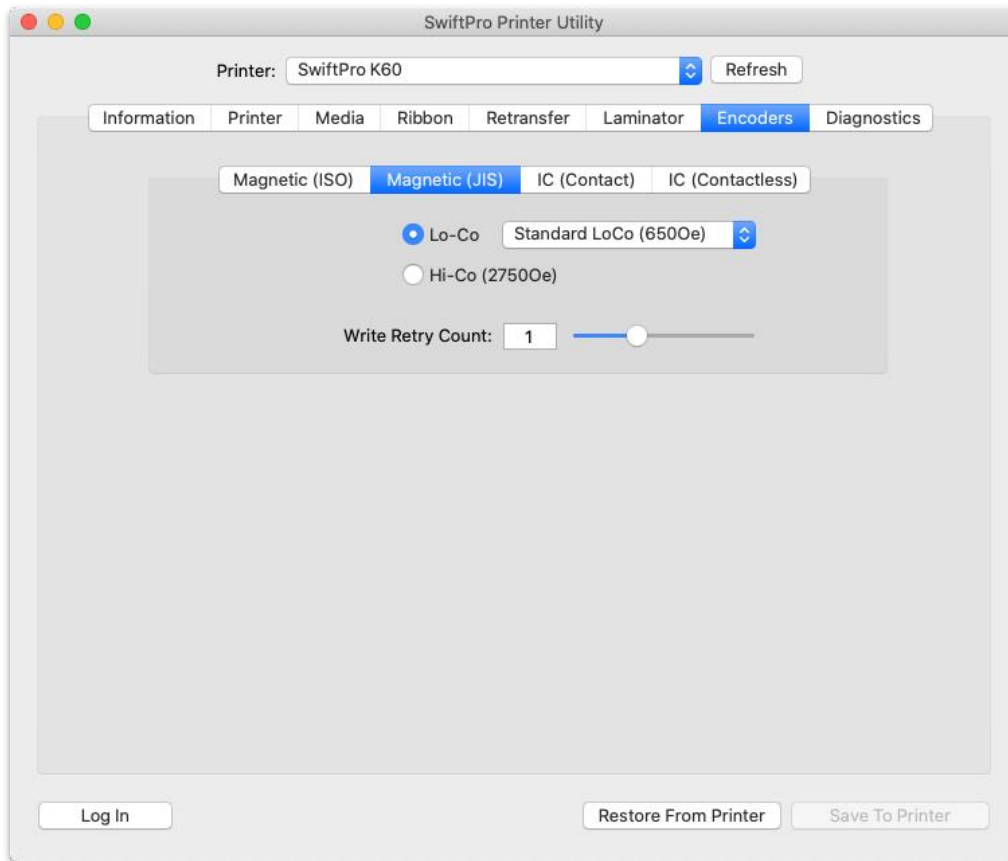 SwiftPro Printer Utility
Printer: SwiftPro K60 Refresh
Information Printer Media Ribbon Retransfer Laminator Encoders Diagnostics
Magnetic (ISO) Magnetic (JIS) IC (Contact) IC (Contactless)
Lo-Co Standard LoCo (650Oe)
Hi-Co (2750Oe)
Write Retry Count: 1
Log In Restore From Printer Save To Printer